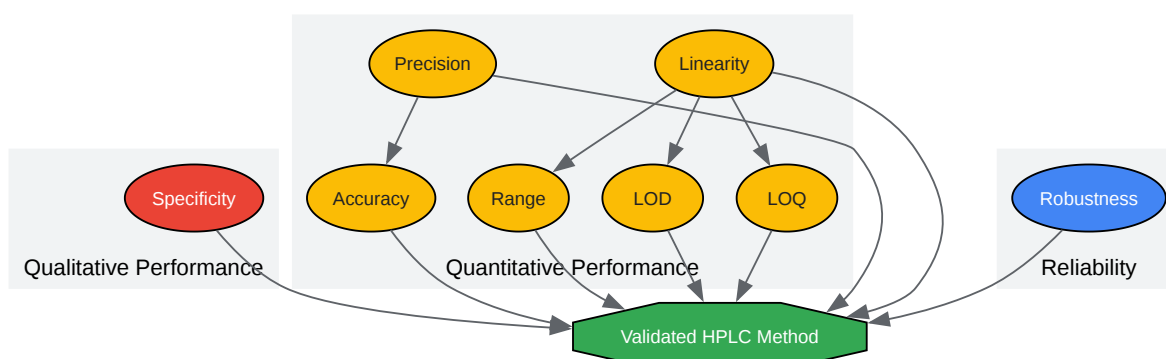 Precision
Linearity
Specificity
Accuracy
Range
LOD
LOQ
Robustness
Qualitative Performance
Quantitative Performance
Reliability
Validated HPLC Method